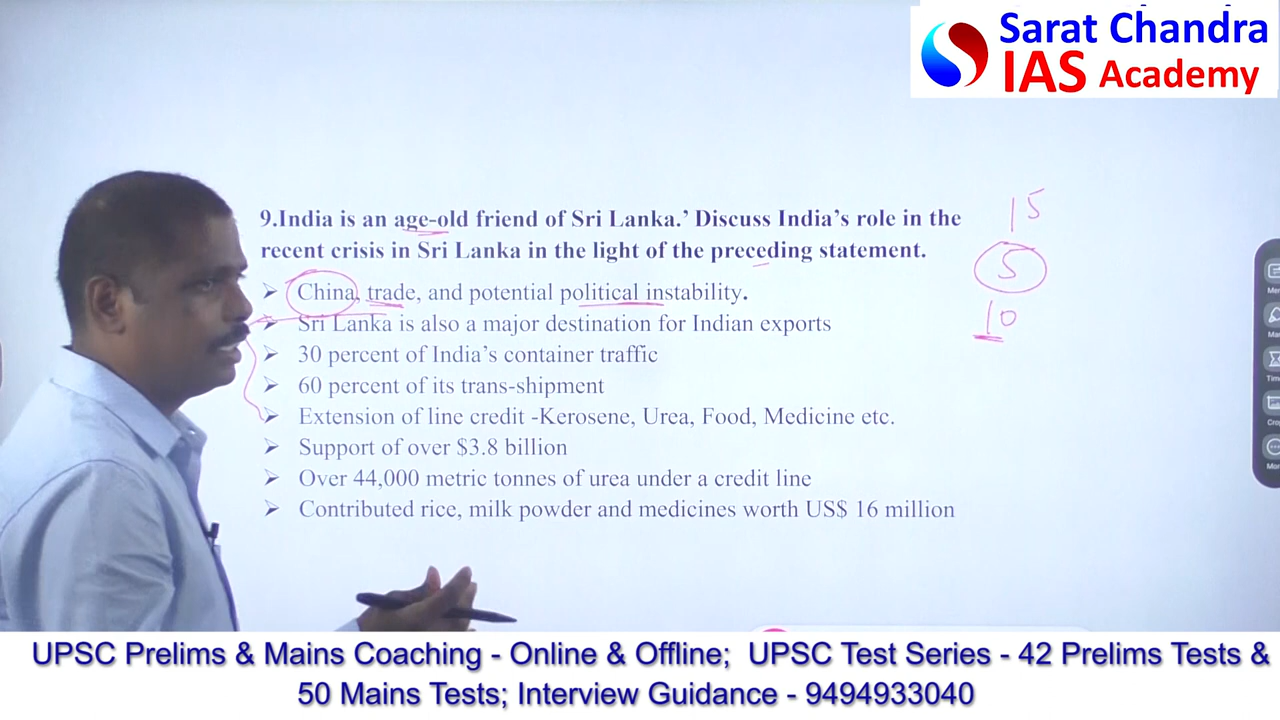 Sarat Chandra
IAS Academy
9.India is an age-old friend of Sri Lanka.’ Discuss India’s role in the
recent crisis in Sri Lanka in the light of the preceding statement.
➢ China, trade, and potential political instability.
➢ Sri Lanka is also a major destination for Indian exports
➢ 30 percent of India’s container traffic
➢ 60 percent of its trans-shipment
➢ Extension of line credit -Kerosene, Urea, Food, Medicine etc.
➢ Support of over $3.8 billion
➢ Over 44,000 metric tonnes of urea under a credit line
➢ Contributed rice, milk powder and medicines worth US$ 16 million
15
5
10
UPSC Prelims & Mains Coaching - Online & Offline; UPSC Test Series - 42 Prelims Tests &
50 Mains Tests; Interview Guidance - 9494933040